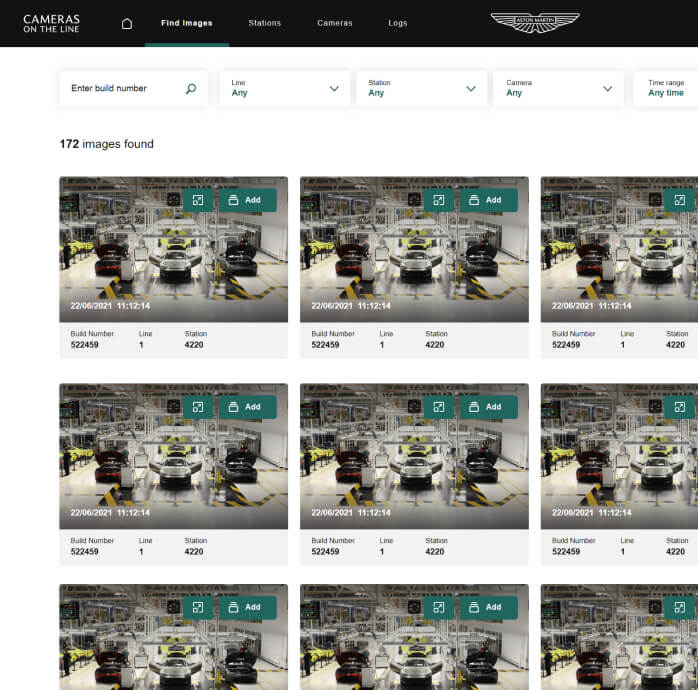 CAMERAS
ON THE LINE
Find Images Stations Cameras Logs
ASTON MARTIN
Enter build number
Line
Any
Station
Any
Camera
Any
Time range
Any time
172 images found
Add
22/06/2021 11:12:14
Build Number Line Station
522459 1 4220
Add
22/06/2021 11:12:14
Build Number Line Station
522459 1 4220
22/06/2021 11:12:14
Build Number Line Station
522459 1 4220
Add
22/06/2021 11:12:14
Build Number Line Station
522459 1 4220
Add
22/06/2021 11:12:14
Build Number Line Station
522459 1 4220
22/06/2021 11:12:14
Build Number Line Station
522459 1 4220
Add
Add